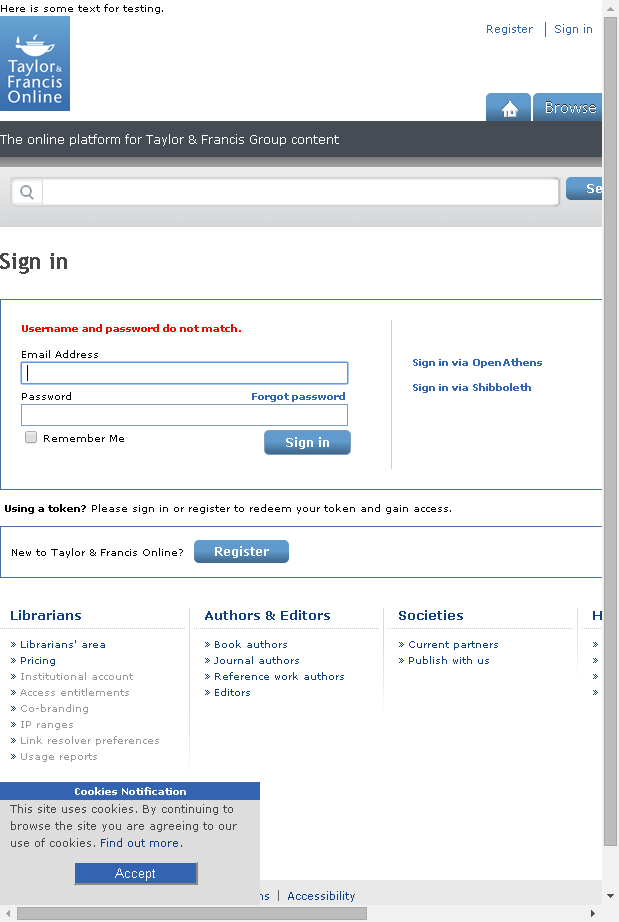 Here is some text for testing.
Register
Sign in
Taylor &
Francis
Online
Browse
The online platform for Taylor & Francis Group content
Sign in
Username and password do not match.
Email Address
Password
Forgot password
Remember Me
Sign in
Sign in via OpenAthens
Sign in via Shibboleth
Using a token? Please sign in or register to redeem your token and gain access.
New to Taylor & Francis Online?
Register
Librarians
» Librarians' area
» Pricing
» Institutional account
» Access entitlements
» Co-branding
» IP ranges
» Link resolver preferences
» Usage reports
Authors & Editors
» Book authors
» Journal authors
» Reference work authors
» Editors
Societies
» Current partners
» Publish with us
H
»
»
»
»
Cookies Notification
This site uses cookies. By continuing to
browse the site you are agreeing to our
use of cookies. Find out more.
Accept
| Accessibility